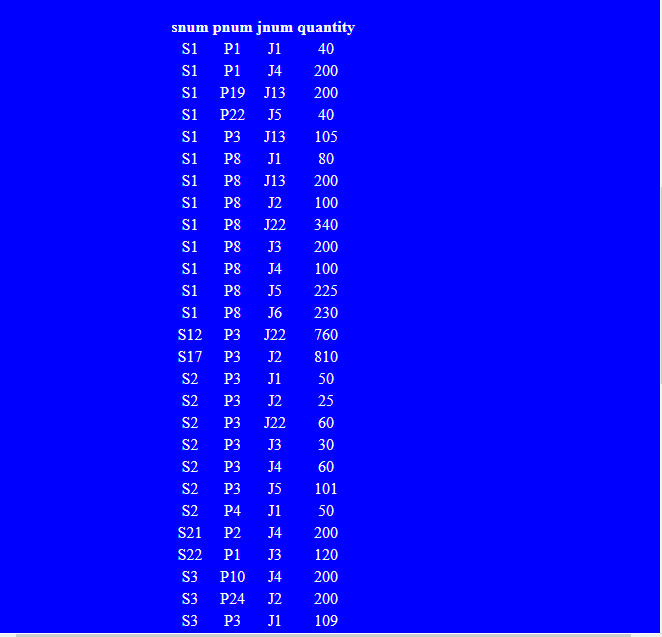 snum pnum jnum quantity
S1 P1 J1 40
S1 P1 J4 200
S1 P19 J13 200
S1 P22 J5 40
S1 P3 J13 105
S1 P8 J1 80
S1 P8 J13 200
S1 P8 J2 100
S1 P8 J22 340
S1 P8 J3 200
S1 P8 J4 100
S1 P8 J5 225
S1 P8 J6 230
S12 P3 J22 760
S17 P3 J2 810
S2 P3 J1 50
S2 P3 J2 25
S2 P3 J22 60
S2 P3 J3 30
S2 P3 J4 60
S2 P3 J5 101
S2 P4 J1 50
S21 P2 J4 200
S22 P1 J3 120
S3 P10 J4 200
S3 P24 J2 200
S3 P3 J1 109